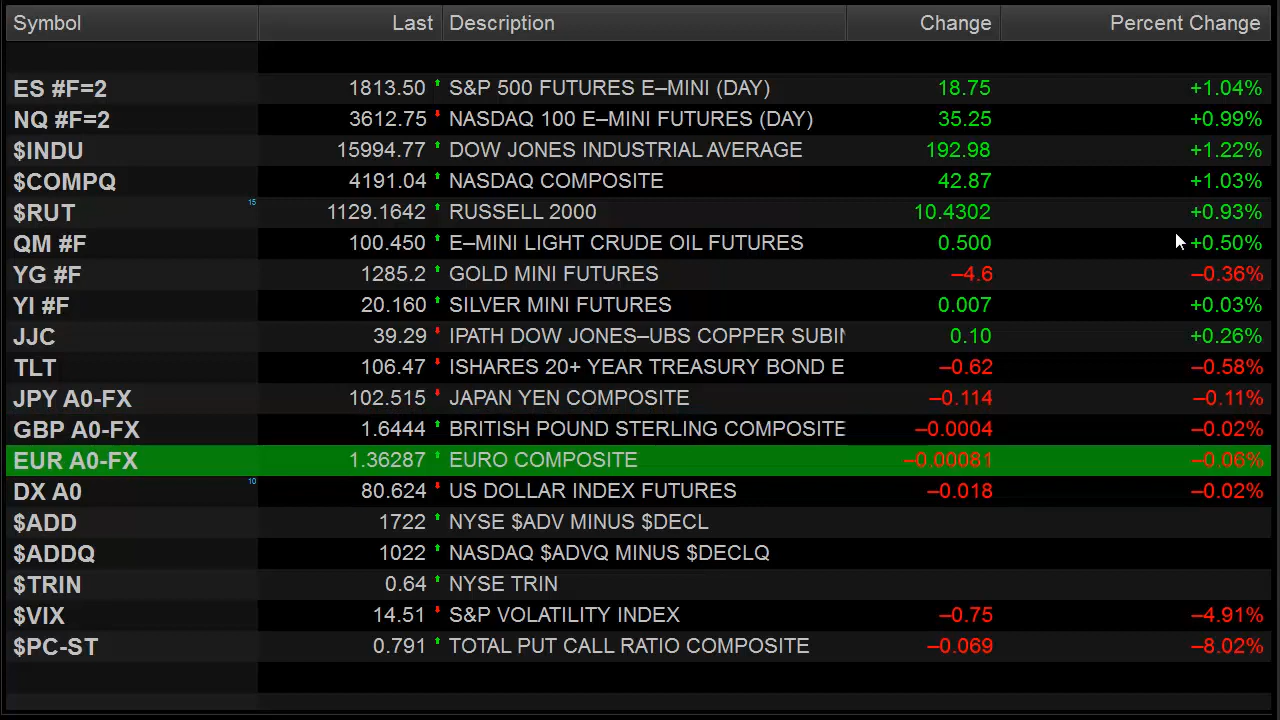 Symbol Last Description Change Percent Change
ES #F=2 1813.50 S&P 500 FUTURES E–MINI (DAY) 18.75 +1.04%
NQ #F=2 3612.75 NASDAQ 100 E–MINI FUTURES (DAY) 35.25 +0.99%
$INDU 15994.77 DOW JONES INDUSTRIAL AVERAGE 192.98 +1.22%
$COMPQ 4191.04 NASDAQ COMPOSITE 42.87 +1.03%
$RUT 15 1129.1642 RUSSELL 2000 10.4302 +0.93%
QM #F 100.450 E–MINI LIGHT CRUDE OIL FUTURES 0.500 +0.50%
YG #F 1285.2 GOLD MINI FUTURES –4.6 –0.36%
YI #F 20.160 SILVER MINI FUTURES 0.007 +0.03%
JJC 39.29 IPATH DOW JONES–UBS COPPER SUBIN 0.10 +0.26%
TLT 106.47 ISHARES 20+ YEAR TREASURY BOND E –0.62 –0.58%
JPY A0-FX 102.515 JAPAN YEN COMPOSITE –0.114 –0.11%
GBP A0-FX 1.6444 BRITISH POUND STERLING COMPOSITE –0.0004 –0.02%
EUR A0-FX 1.36287 EURO COMPOSITE –0.00081 –0.06%
DX A0 10 80.624 US DOLLAR INDEX FUTURES –0.018 –0.02%
$ADD 1722 NYSE $ADV MINUS $DECL
$ADDQ 1022 NASDAQ $ADVQ MINUS $DECLQ
$TRIN 0.64 NYSE TRIN
$VIX 14.51 S&P VOLATILITY INDEX –0.75 –4.91%
$PC-ST 0.791 TOTAL PUT CALL RATIO COMPOSITE –0.069 –8.02%